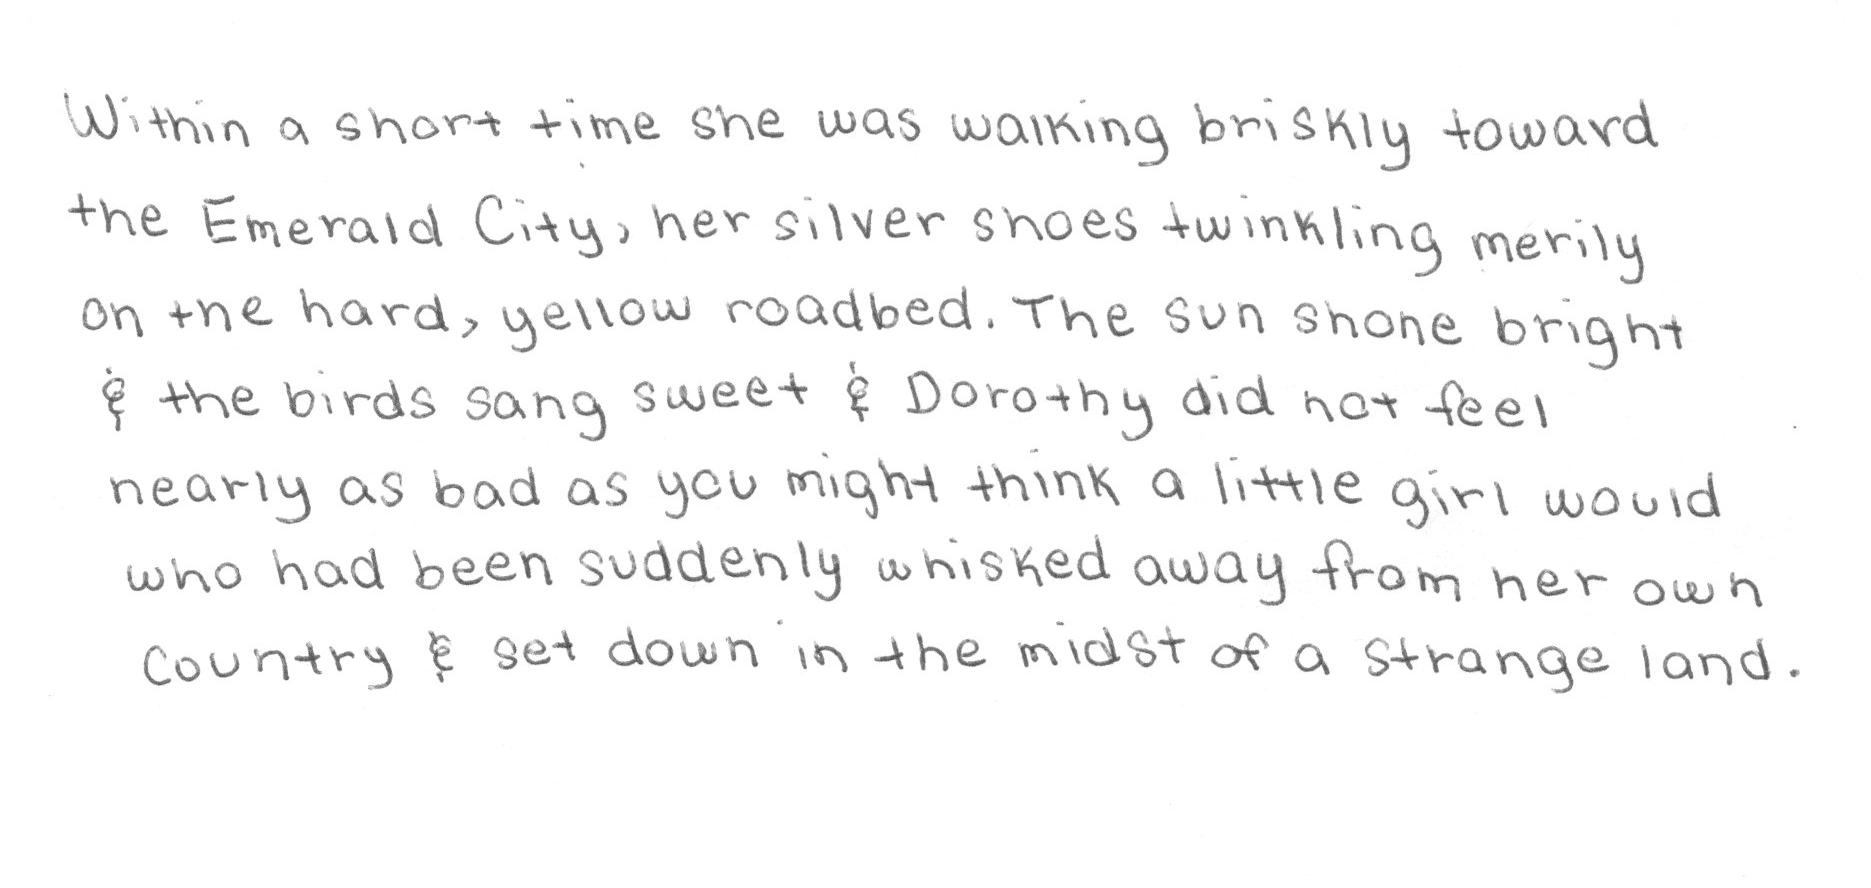 Within a short time she was walking briskly toward
the Emerald City, her silver shoes twinkling merily
on the hard, yellow roadbed. The sun shone bright
& the birds sang sweet & Dorothy did not feel
nearly as bad as you might think a little girl would
who had been suddenly whisked away from her own
country & set down in the midst of a strange land.